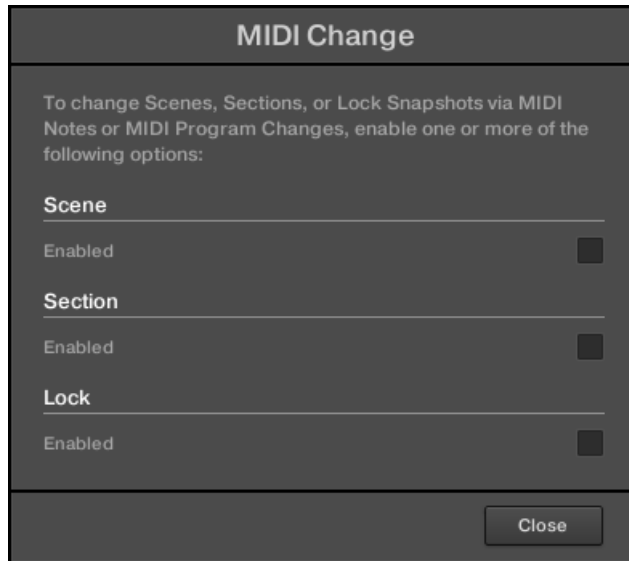 MIDI Change
To change Scenes, Sections, or Lock Snapshots via MIDI
Notes or MIDI Program Changes, enable one or more of the
following options:
Scene
Enabled
Section
Enabled
Lock
Enabled
Close